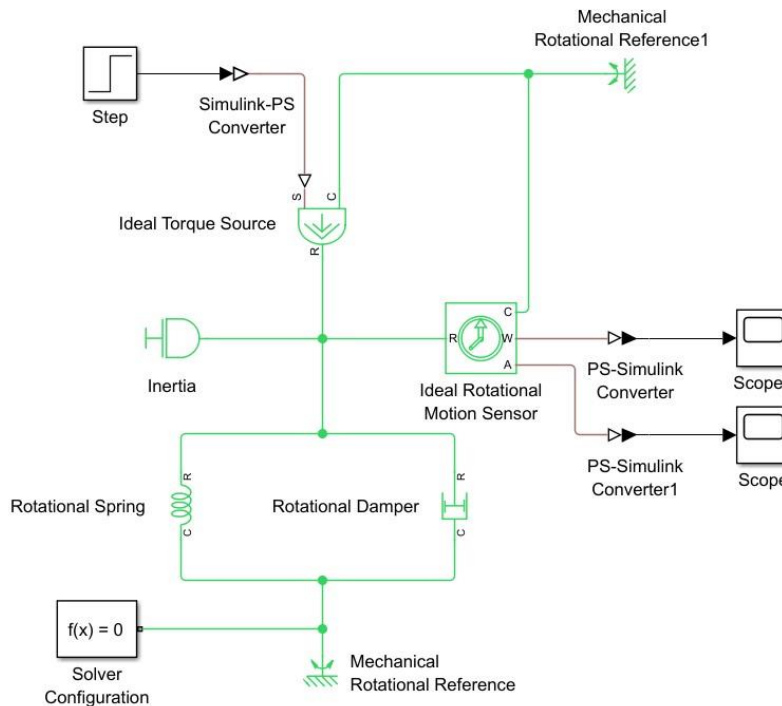 Mechanical
Rotational Reference1
Step
Simulink-PS
Converter
S
C
Ideal Torque Source
R
Inertia
R
C
W
A
Ideal Rotational
Motion Sensor
PS-Simulink
Converter
Scope
PS-Simulink
Converter1
Scope
Rotational Spring
R
C
Rotational Damper
R
C
f(x) = 0
Solver
Configuration
Mechanical
Rotational Reference